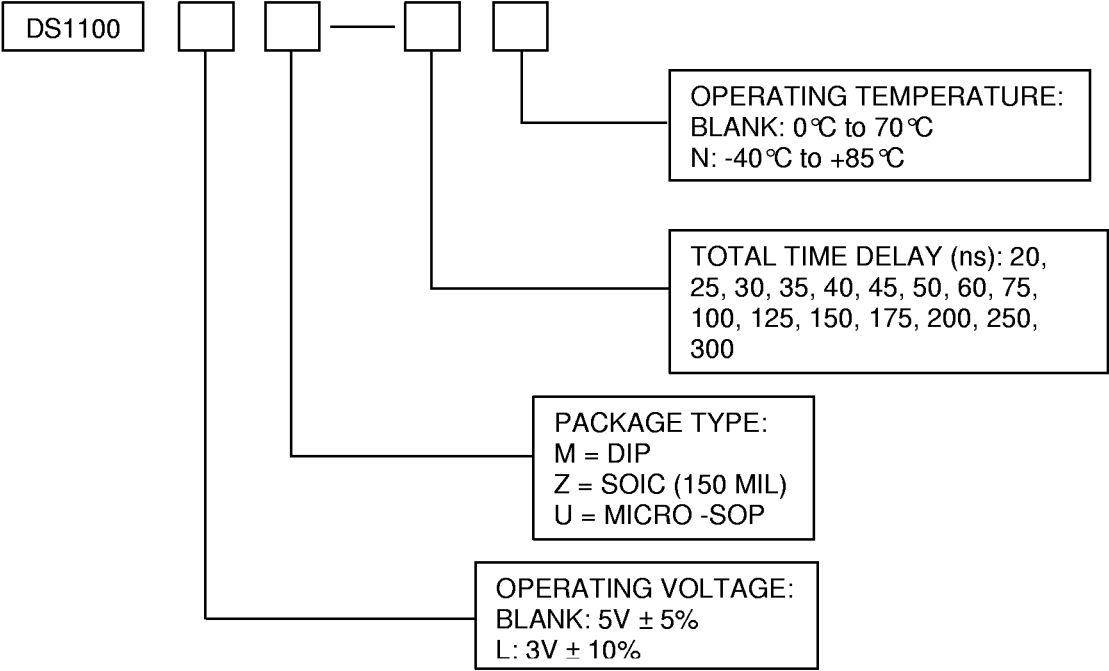 DS1100
OPERATING TEMPERATURE:
BLANK: 0°C to 70°C
N: -40°C to +85°C
TOTAL TIME DELAY (ns): 20,
25, 30, 35, 40, 45, 50, 60, 75,
100, 125, 150, 175, 200, 250,
300
PACKAGE TYPE:
M = DIP
Z = SOIC (150 MIL)
U = MICRO -SOP
OPERATING VOLTAGE:
BLANK: 5V ± 5%
L: 3V ± 10%